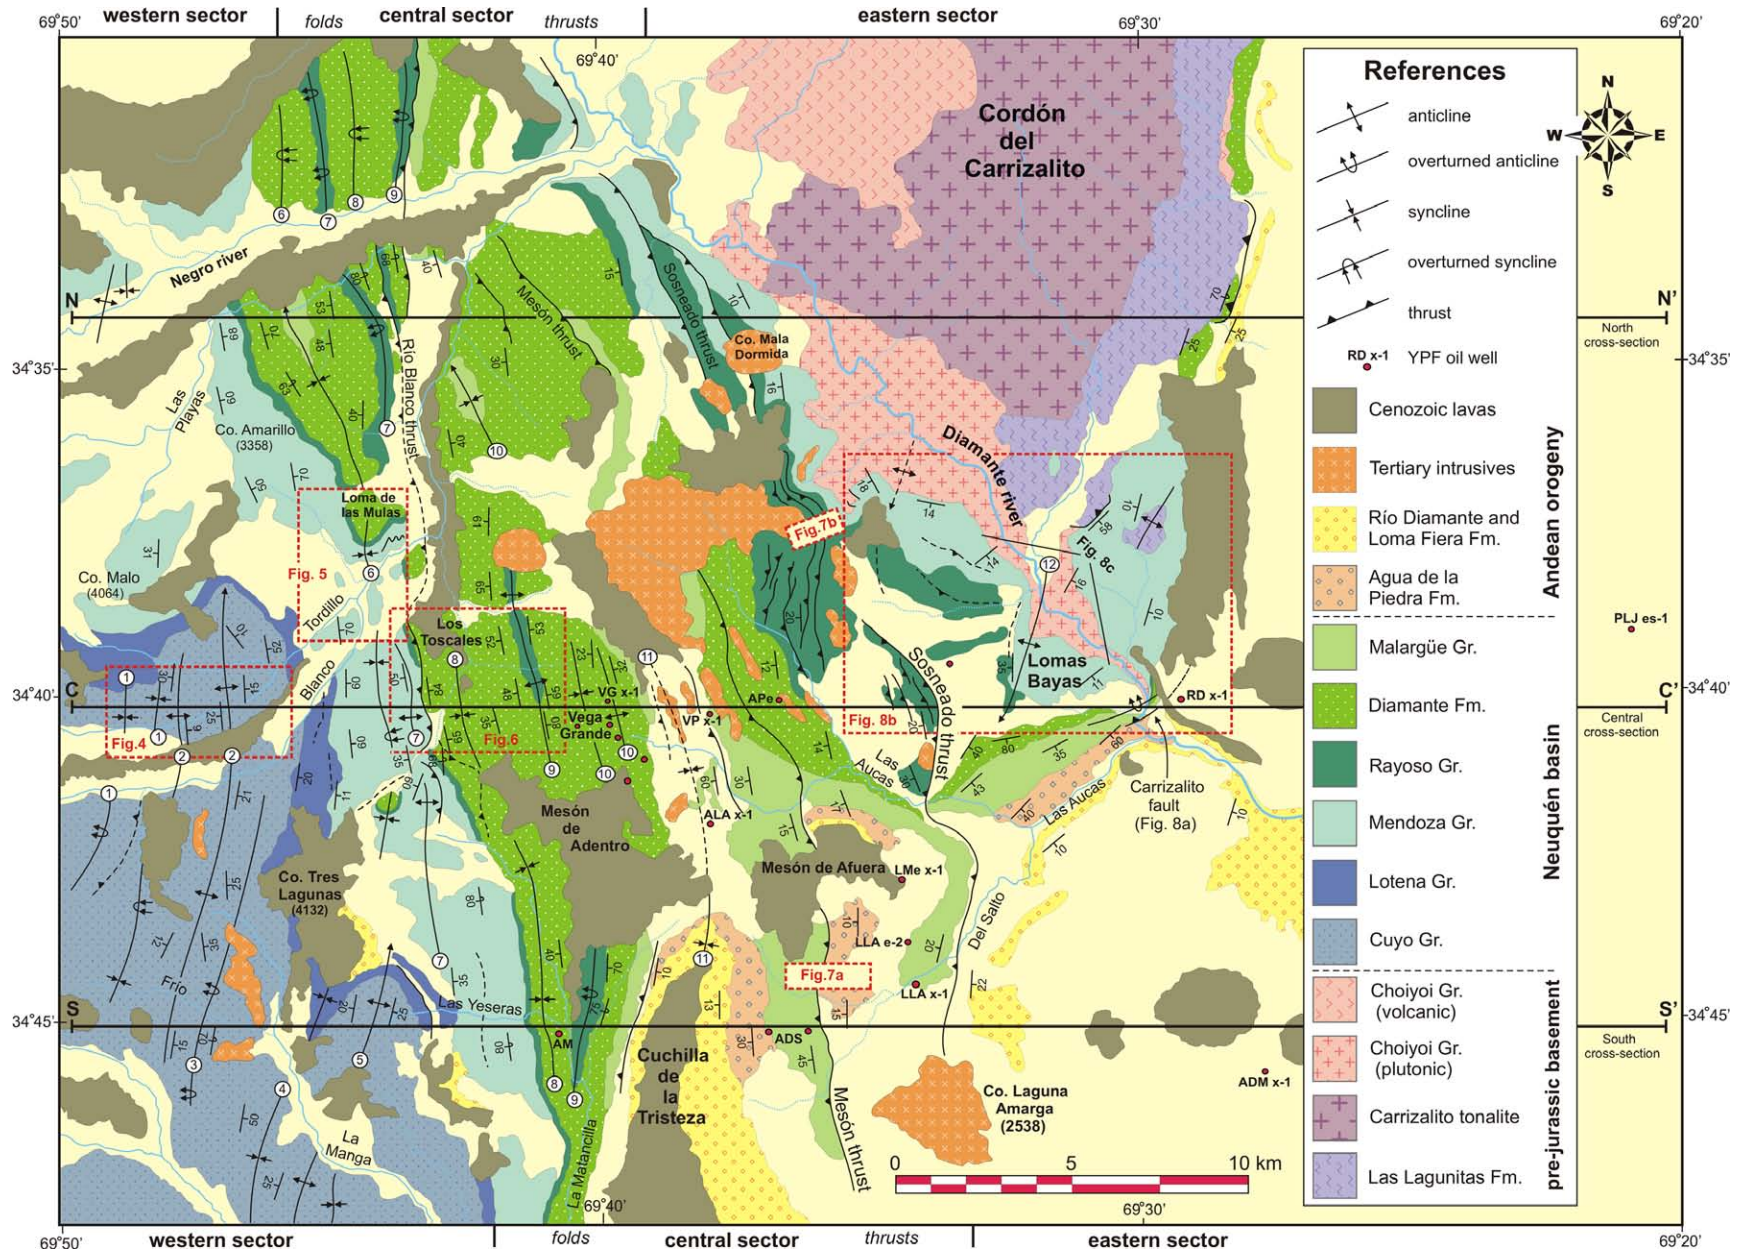 western sector
folds
central sector
thrusts
eastern sector
69°50'
69°40'
69°30'
69°20'
34°35'
34°40'
34°45'
34°35'
34°40'
34°45'
Cordón
del
Carrizalito
Negro river
N
N'
North
cross-section
Las
Playas
Co. Amarillo
(3358)
Río Blanco thrust
Mesón thrust
Sosneado thrust
Co. Mala
Dormida
Diamante river
Loma de
las Mulas
Fig. 5
Fig.7b
Fig. 8c
Co. Malo
(4064)
Tordillo
Blanco
Los
Toscales
Lomas
Bayas
PLJ es-1
C
C'
Central
cross-section
Fig.4
Fig.6
VG x-1
Vega
Grande
VP x-1
APe
Fig. 8b
Sosneado thrust
RD x-1
Las
Aucas
Las Aucas
Carrizalito
fault
(Fig. 8a)
Mesón
de
Adentro
ALA x-1
Mesón de Afuera
LMe x-1
Co. Tres
Lagunas
(4132)
LLA e-2
Del Salto
Fig.7a
LLA x-1
Frío
Las Yeseras
S
S'
South
cross-section
AM
ADS
Cuchilla
de
la
Tristeza
ADM x-1
Co. Laguna
Amarga
(2538)
La
Manga
La Matancilla
Mesón thrust
0 5 10 km
69°50'
69°40'
69°30'
69°20'
western sector
folds
central sector
thrusts
eastern sector
References
anticline
overturned anticline
syncline
overturned syncline
thrust
RD x-1 YPF oil well
Cenozoic lavas
Tertiary intrusives
Río Diamante and
Loma Fiera Fm.
Agua de la
Piedra Fm.
Malargüe Gr.
Diamante Fm.
Rayoso Gr.
Mendoza Gr.
Lotena Gr.
Cuyo Gr.
Choiyoi Gr.
(volcanic)
Choiyoi Gr.
(plutonic)
Carrizalito tonalite
Las Lagunitas Fm.
Andean orogeny
Neuquén basin
pre-jurassic basement
N
W
E
S